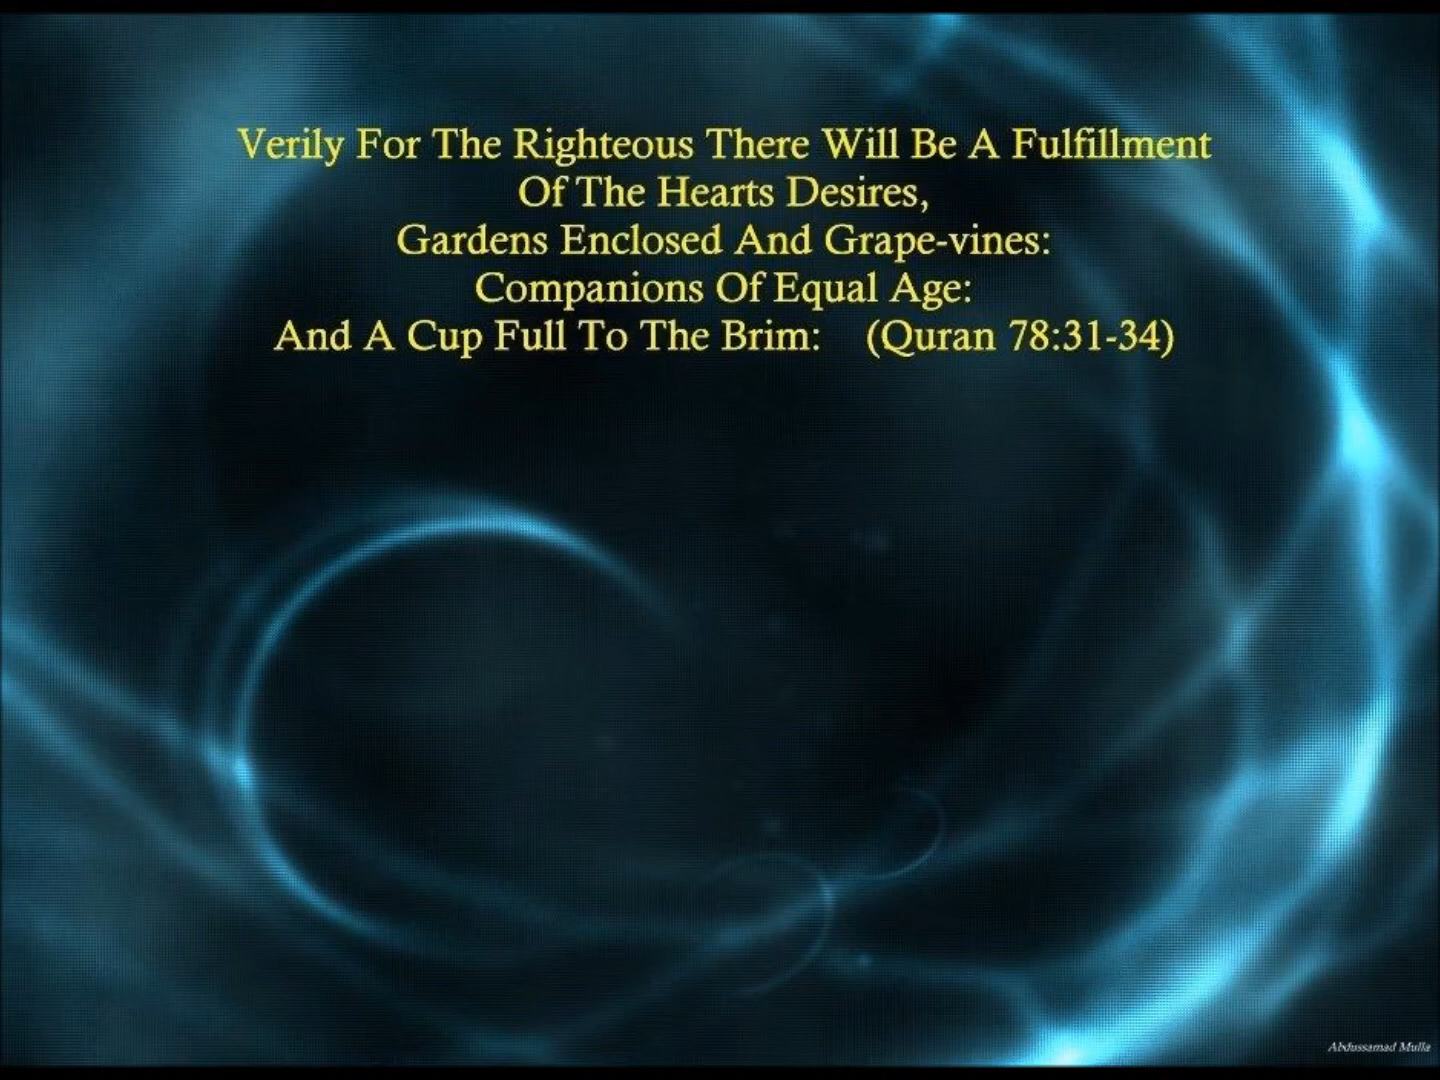 Verily For The Righteous There Will Be A Fulfillment
Of The Hearts Desires,
Gardens Enclosed And Grape-vines:
Companions Of Equal Age:
And A Cup Full To The Brim: (Quran 78:31-34)
Abdussamad Mulla